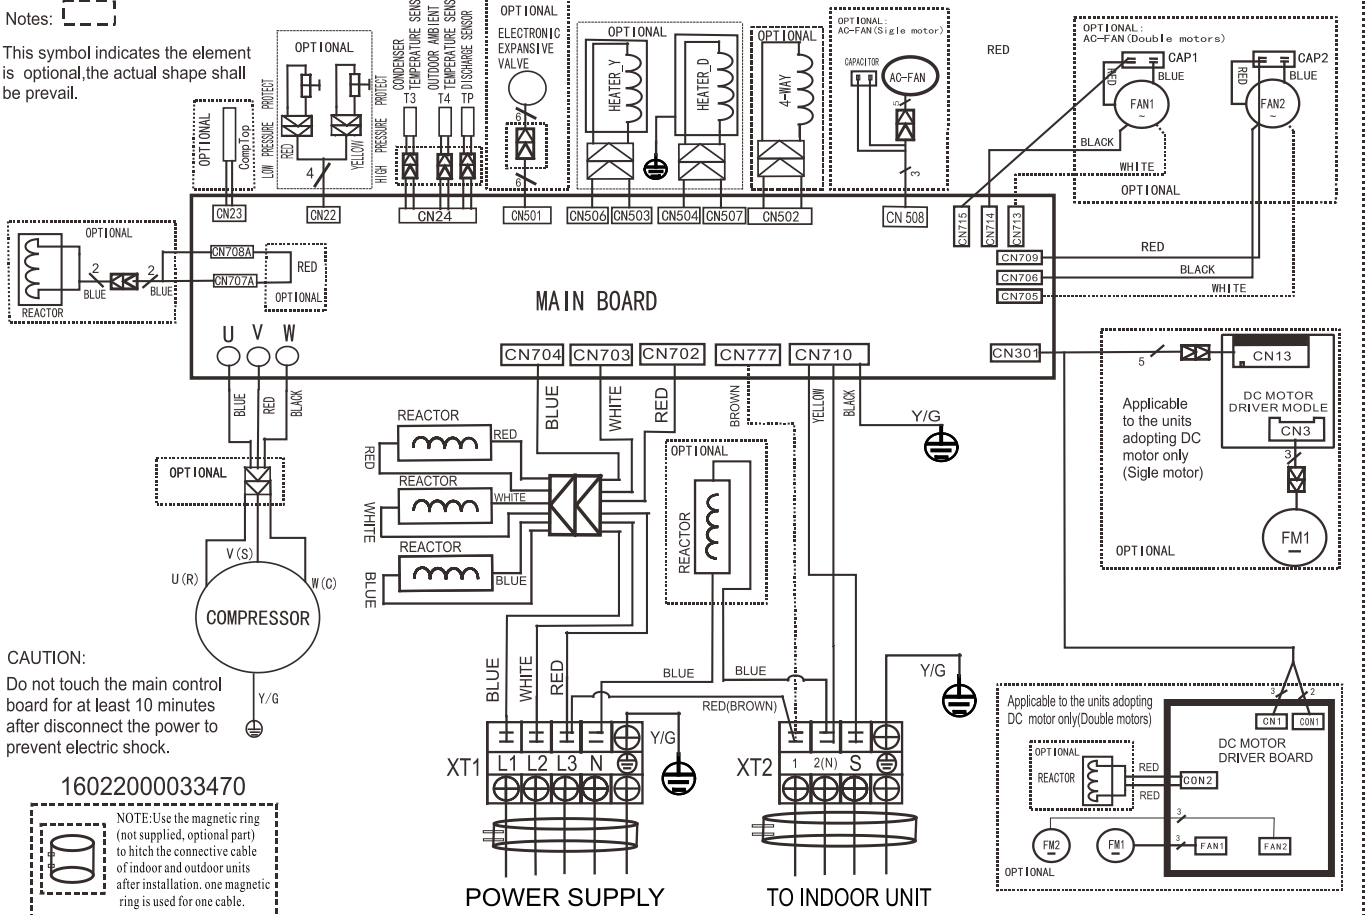 Notes:
This symbol indicates the element
is optional,the actual shape shall
be prevail.
OPTIONAL
CompTop
OPTIONAL
LOW PRESSURE PROTECT
RED
YELLOW
HIGH PRESSURE PROTECT
4
CONDENSER
TEMPERATURE SENS
T3
OUTDOOR AMBIENT
TEMPERATURE SENS
T4
DISCHARGE SENSOR
TP
OPTIONAL
ELECTRONIC
EXPANSIVE
VALVE
6
6
OPTIONAL
HEATER_Y
HEATER_D
OPTIONAL
4-WAY
OPTIONAL:
AC-FAN(Sigle motor)
CAPACITOR
AC-FAN
5
3
RED
OPTIONAL:
AC-FAN(Double motors)
CAP1
RED
BLUE
FAN1
~
BLACK
WHITE
CAP2
RED
BLUE
FAN2
~
OPTIONAL
CN23
CN22
CN24
CN501
CN506
CN503
CN504
CN507
CN502
CN 508
CN715
CN714
CN713
CN709
RED
CN706
BLACK
CN705
WHITE
OPTIONAL
REACTOR
2
BLUE
2
BLUE
CN708A
CN707A
RED
OPTIONAL
MAIN BOARD
U V W
CN704
CN703
CN702
CN777
CN710
CN301
BLUE
RED
BLACK
OPTIONAL
V(S)
U(R)
W(C)
COMPRESSOR
Y/G
BLUE
WHITE
RED
BROWN
YELLOW
BLACK
Y/G
REACTOR
RED
RED
REACTOR
WHITE
WHITE
REACTOR
BLUE
BLUE
OPTIONAL
REACTOR
5
CN13
DC MOTOR
DRIVER MODLE
CN3
3
FM1
Applicable
to the units
adopting DC
motor only
(Sigle motor)
OPTIONAL
CAUTION:
Do not touch the main control
board for at least 10 minutes
after disconnect the power to
prevent electric shock.
16022000033470
NOTE:Use the magnetic ring
(not supplied, optional part)
to hitch the connective cable
of indoor and outdoor units
after installation. one magnetic
ring is used for one cable.
BLUE
WHITE
RED
BLUE
BLUE
RED(BROWN)
Y/G
Y/G
XT1
L1 L2 L3 N
XT2
1 2(N) S
POWER SUPPLY
TO INDOOR UNIT
Applicable to the units adopting
DC motor only(Double motors)
3
2
CN1
CON1
DC MOTOR
DRIVER BOARD
OPTIONAL
REACTOR
RED
RED
CON2
3
FM2
FM1
3
FAN1
FAN2
OPTIONAL